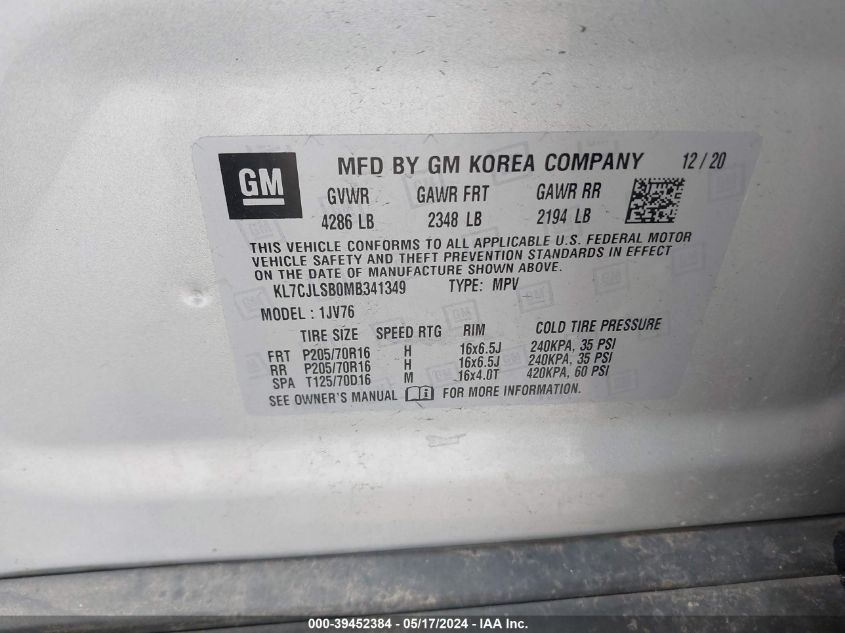 GM
MFD BY GM KOREA COMPANY 12/20
GVWR GAWR FRT GAWR RR
4286 LB 2348 LB 2194 LB
THIS VEHICLE CONFORMS TO ALL APPLICABLE U.S. FEDERAL MOTOR
VEHICLE SAFETY AND THEFT PREVENTION STANDARDS IN EFFECT
ON THE DATE OF MANUFACTURE SHOWN ABOVE.
KL7CJLSB0MB341349 TYPE: MPV
MODEL : 1JV76
TIRE SIZE SPEED RTG RIM COLD TIRE PRESSURE
FRT P205/70R16 H 16x6.5J 240KPA, 35 PSI
RR P205/70R16 H 16x6.5J 240KPA, 35 PSI
SPA T125/70D16 M 16x4.0T 420KPA, 60 PSI
SEE OWNER'S MANUAL FOR MORE INFORMATION.
000-39452384 - 05/17/2024 - IAA Inc.